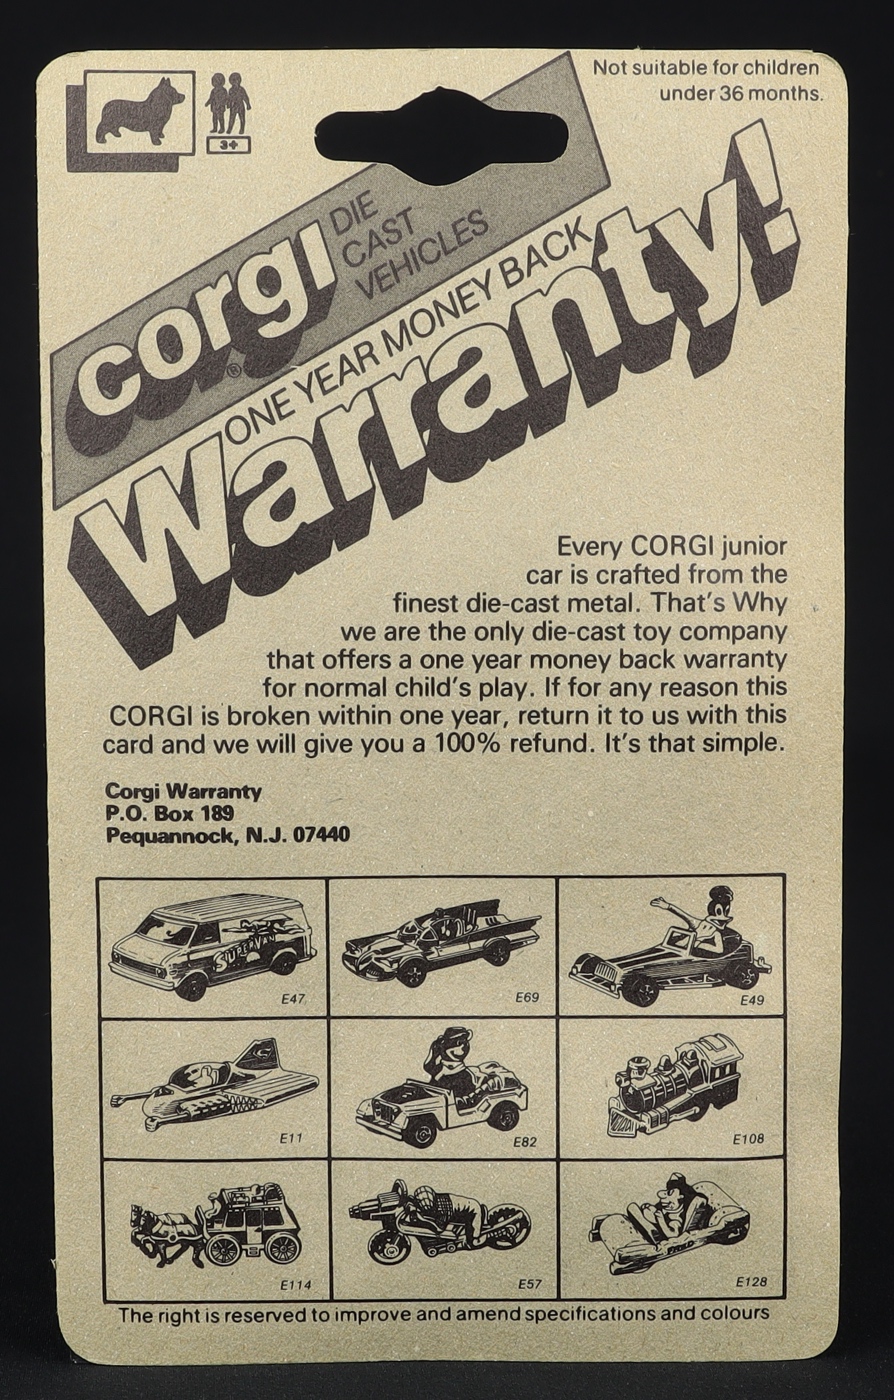 3+
Not suitable for children
under 36 months.
corgi®
DIE
CAST
VEHICLES
ONE YEAR MONEY BACK
Warranty!
Every CORGI junior
car is crafted from the
finest die-cast metal. That's Why
we are the only die-cast toy company
that offers a one year money back warranty
for normal child's play. If for any reason this
CORGI is broken within one year, return it to us with this
card and we will give you a 100% refund. It's that simple.
Corgi Warranty
P.O. Box 189
Pequannock, N.J. 07440
SUPERVAN
E47
E69
E49
E11
E82
E108
E114
E57
FRED
E128
The right is reserved to improve and amend specifications and colours